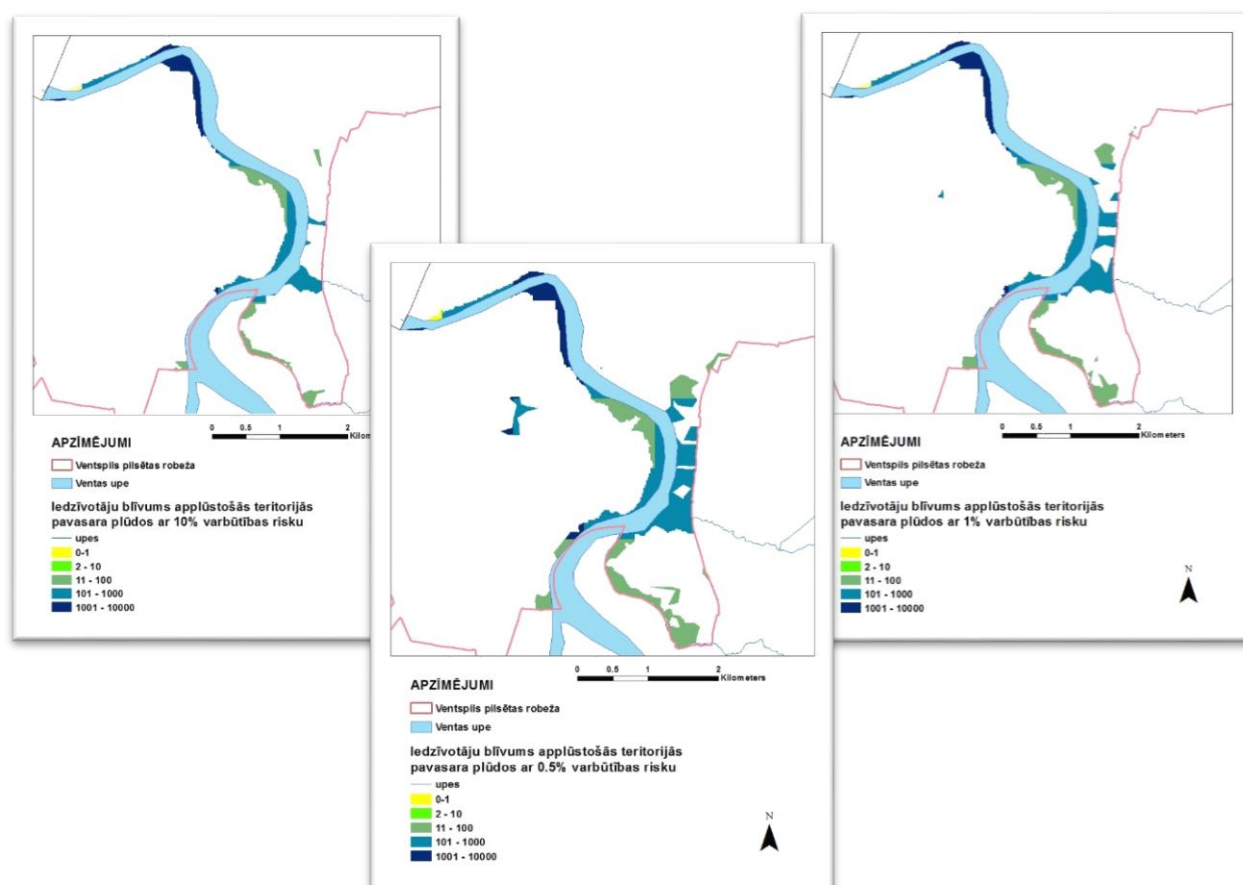 0 0.5 1 2
Kilometers
APZĪMĒJUMI
Ventspils pilsētas robeža
Ventas upe
Iedzīvotāju blīvums applūstošās teritorijās
pavasara plūdos ar 10% varbūtības risku
upes
0-1
2 - 10
11 - 100
101 - 1000
1001 - 10000
0 0.5 1 2
Kilometers
APZĪMĒJUMI
Ventspils pilsētas robeža
Ventas upe
Iedzīvotāju blīvums applūstošās teritorijās
pavasara plūdos ar 0.5% varbūtības risku
upes
0-1
2 - 10
11 - 100
101 - 1000
1001 - 10000
N
0 0.5 1 2
Kilometers
APZĪMĒJUMI
Ventspils pilsētas robeža
Ventas upe
Iedzīvotāju blīvums applūstošās teritorijās
pavasara plūdos ar 1% varbūtības risku
upes
0-1
2 - 10
11 - 100
101 - 1000
1001 - 10000
N